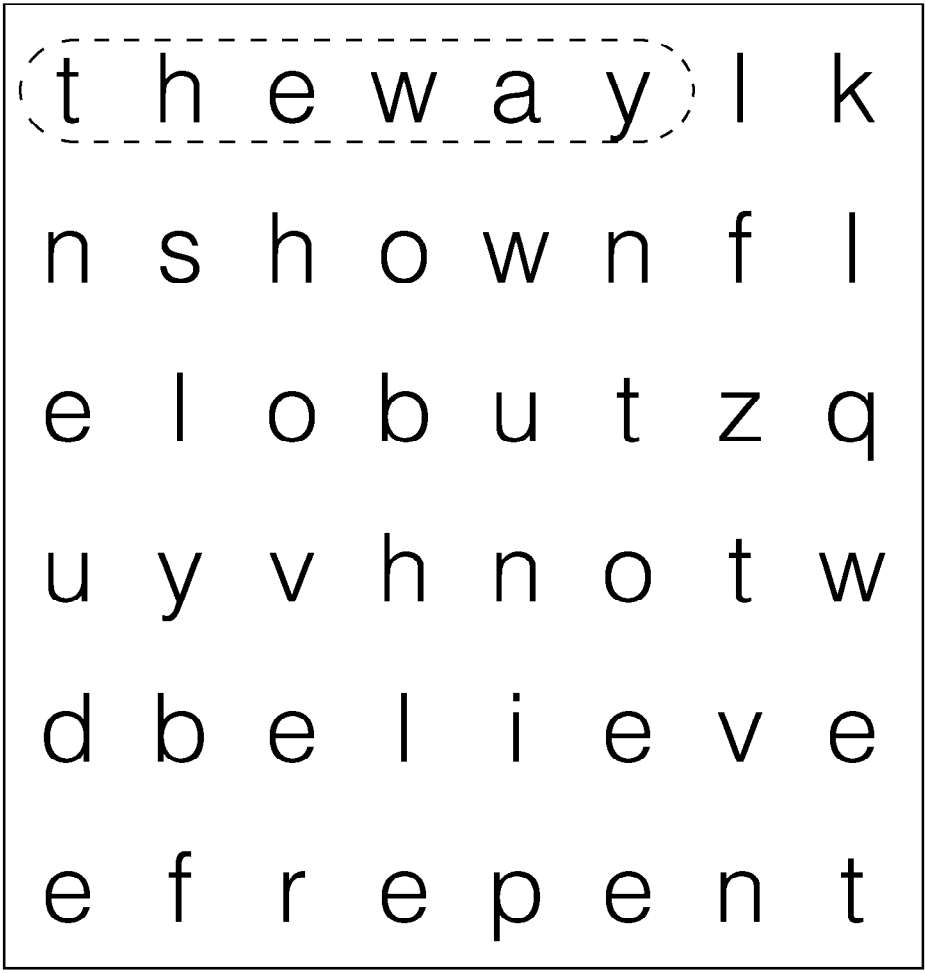 t h e w a y l k
n s h o w n f l
e l o b u t z q
u y v h n o t w
d b e l i e v e
e f r e p e n t